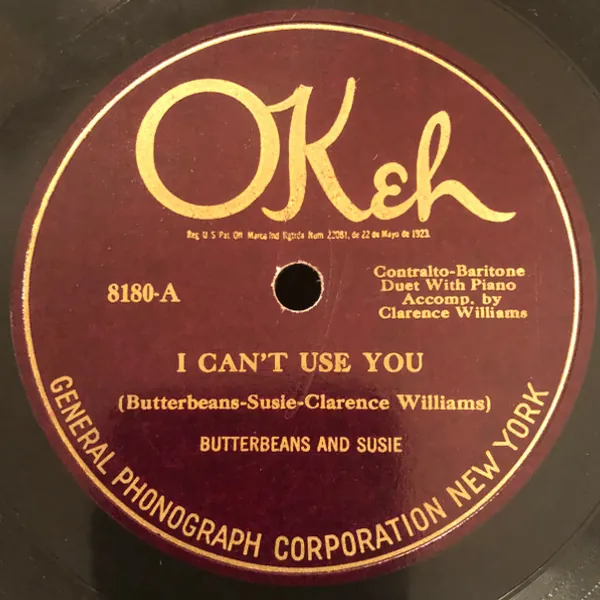 OKeh
Reg U S Pat Off Marca Ind Rgtrda Num 22081, de 22 de Mayo de 1923.
8180-A
Contralto-Baritone
Duet With Piano
Accomp. by
Clarence Williams
I CAN'T USE YOU
(Butterbeans-Susie-Clarence Williams)
BUTTERBEANS AND SUSIE
GENERAL PHONOGRAPH CORPORATION NEW YORK